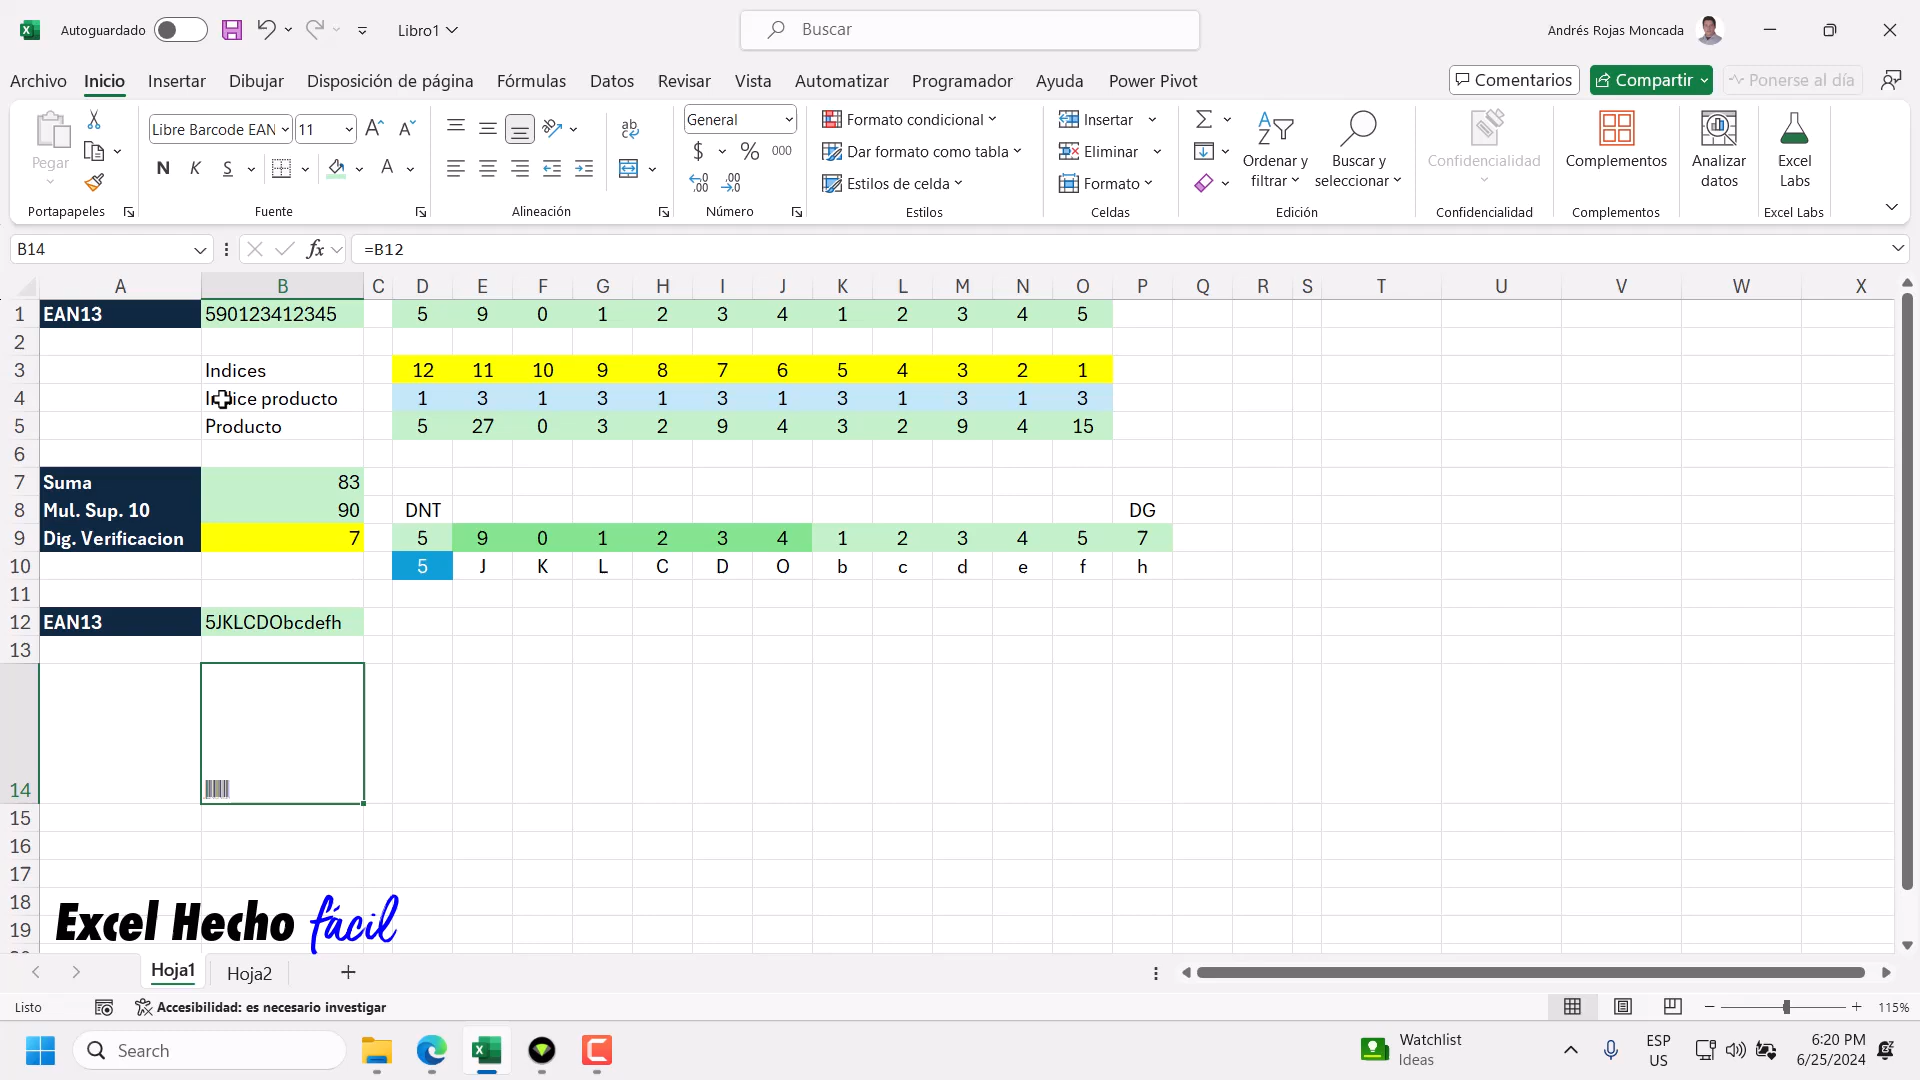 Autoguardado Libro1 Buscar Andrés Rojas Moncada
Archivo Inicio Insertar Dibujar Disposición de página Fórmulas Datos Revisar Vista Automatizar Programador Ayuda Power Pivot Comentarios Compartir Ponerse al día
Pegar Libre Barcode EAN 11 General Formato condicional Insertar Ordenar y filtrar Buscar y seleccionar Confidencialidad Complementos Analizar datos Excel Labs
N K S A $ % 000 Dar formato como tabla Eliminar
Estilos de celda Formato
Portapapeles Fuente Alineación Número Estilos Celdas Edición Confidencialidad Complementos Excel Labs
B14 fx =B12
A B C D E F G H I J K L M N O P Q R S T U V W X
1 EAN13 590123412345 5 9 0 1 2 3 4 1 2 3 4 5
2
3 Indices 12 11 10 9 8 7 6 5 4 3 2 1
4 Indice producto 1 3 1 3 1 3 1 3 1 3 1 3
5 Producto 5 27 0 3 2 9 4 3 2 9 4 15
6
7 Suma 83
8 Mul. Sup. 10 90 DNT DG
9 Dig. Verificacion 7 5 9 0 1 2 3 4 1 2 3 4 5 7
10 5 J K L C D O b c d e f h
11
12 EAN13 5JKLCDObcdefh
13
14
15
16
17
18
19
Excel Hecho fácil
Hoja1 Hoja2
Listo Accesibilidad: es necesario investigar 115%
Search Watchlist Ideas ESP US 6:20 PM 6/25/2024